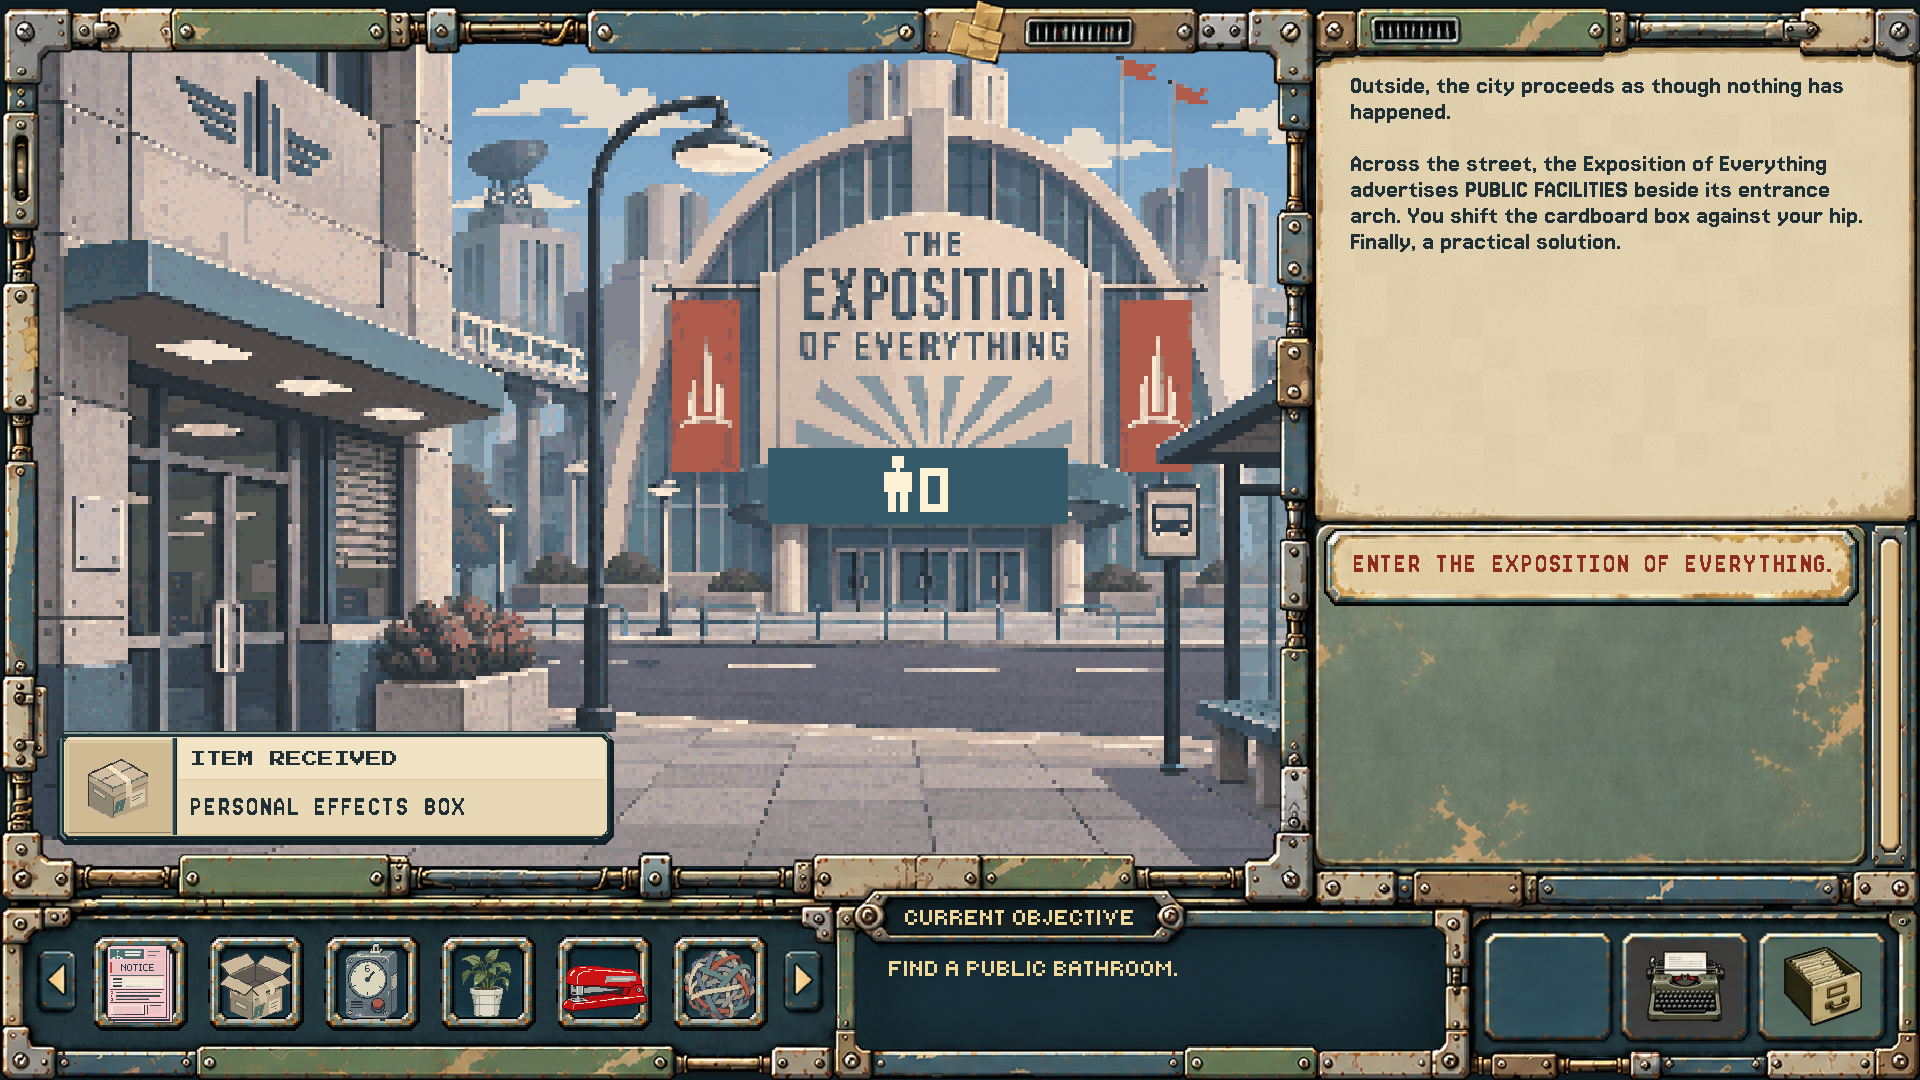 THE
EXPOSITION
OF EVERYTHING
Outside, the city proceeds as though nothing has
happened.
Across the street, the Exposition of Everything
advertises PUBLIC FACILITIES beside its entrance
arch. You shift the cardboard box against your hip.
Finally, a practical solution.
ENTER THE EXPOSITION OF EVERYTHING.
ITEM RECEIVED
PERSONAL EFFECTS BOX
NOTICE
CURRENT OBJECTIVE
FIND A PUBLIC BATHROOM.